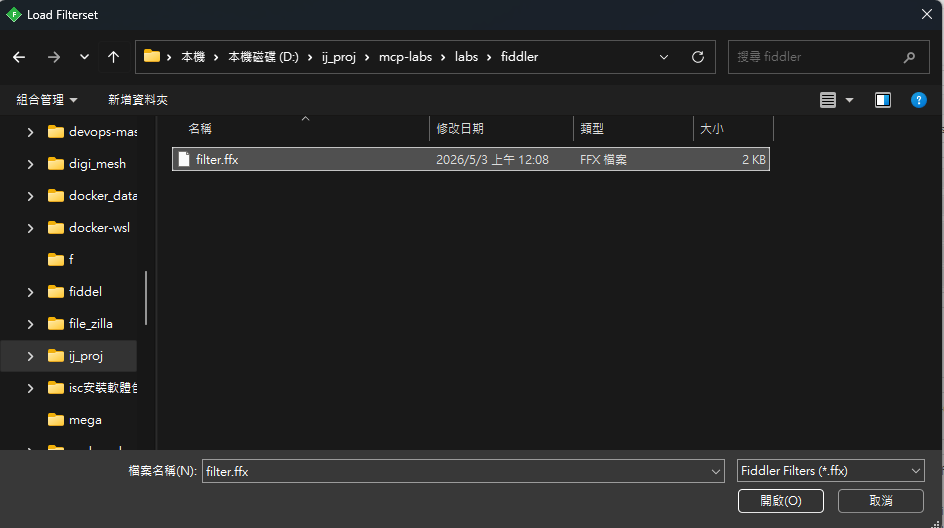 Load Filterset
本機 本機磁碟 (D:) ij_proj mcp-labs labs fiddler
搜尋 fiddler
組合管理 新增資料夾
?
名稱 修改日期 類型 大小
filter.ffx 2026/5/3 上午 12:08 FFX 檔案 2 KB
devops-mas
digi_mesh
docker_data
docker-wsl
f
fiddel
file_zilla
ij_proj
isc安裝軟體包
mega
檔案名稱(N): filter.ffx Fiddler Filters (*.ffx)
開啟(O) 取消